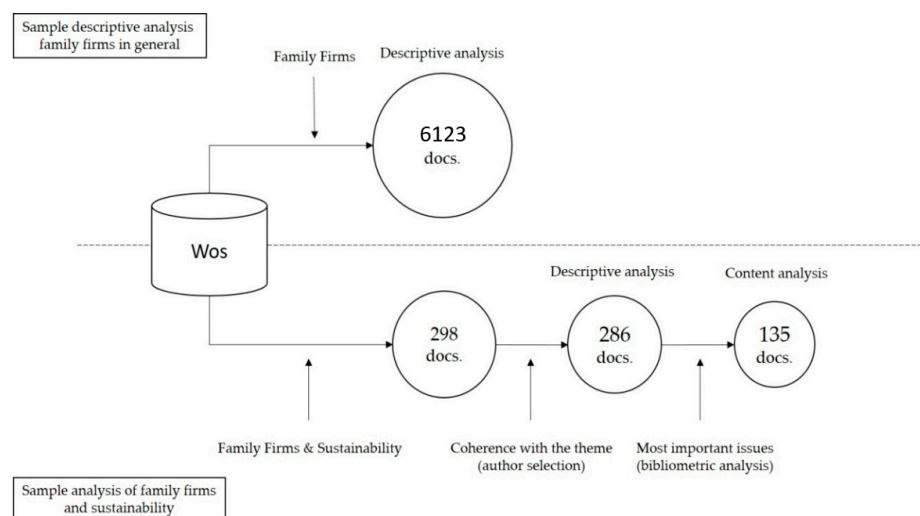 Sample descriptive analysis
family firms in general
Family Firms
Descriptive analysis
6123
docs.
Wos
Descriptive analysis
Content analysis
298
docs.
286
docs.
135
docs.
Family Firms & Sustainability
Coherence with the theme
(author selection)
Most important issues
(bibliometric analysis)
Sample analysis of family firms
and sustainability